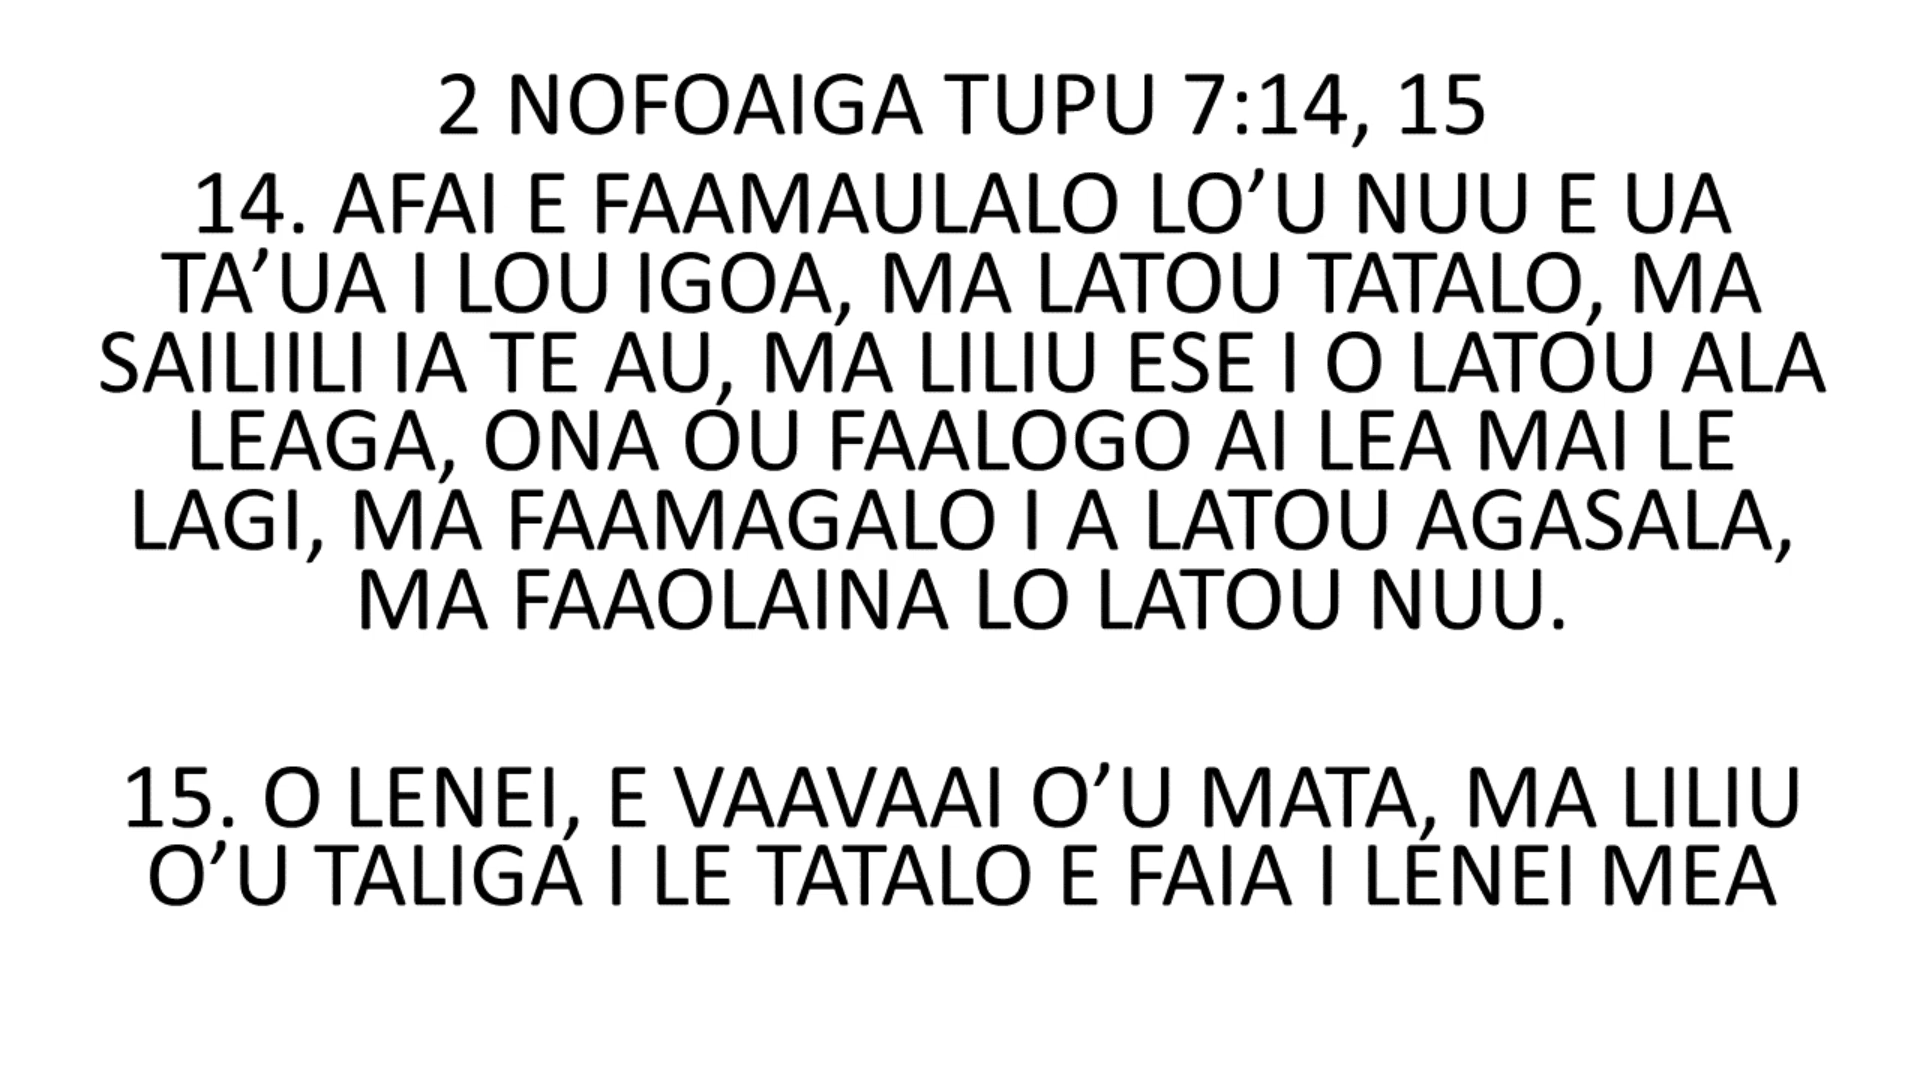 2 NOFOAIGA TUPU 7:14, 15
14. AFAI E FAAMAULALO LO’U NUU E UA
TA’UA I LOU IGOA, MA LATOU TATALO, MA
SAILIILI IA TE AU, MA LILIU ESE I O LATOU ALA
LEAGA, ONA OU FAALOGO AI LEA MAI LE
LAGI, MA FAAMAGALO I A LATOU AGASALA,
MA FAAOLAINA LO LATOU NUU.
15. O LENEI, E VAAVAAI O’U MATA, MA LILIU
O’U TALIGA I LE TATALO E FAIA I LENEI MEA